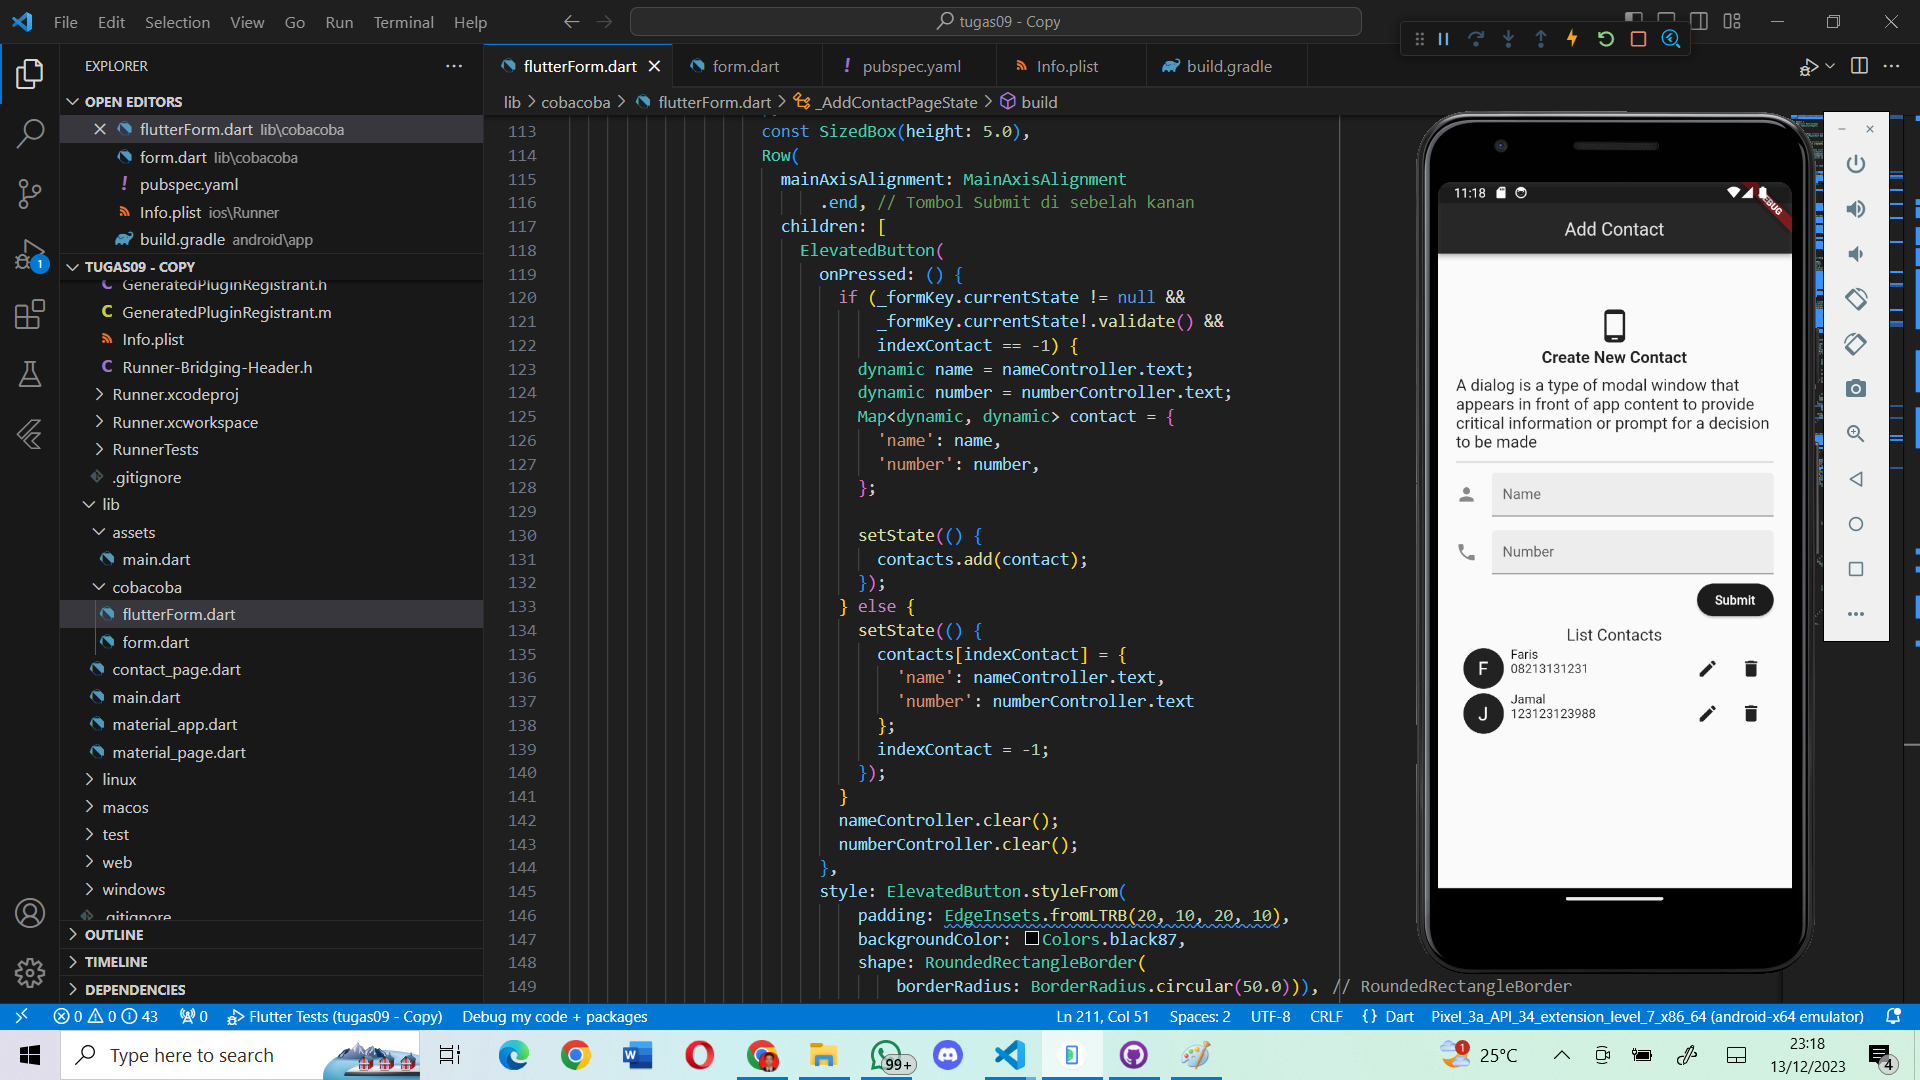 File Edit Selection View Go Run Terminal Help
tugas09 - Copy
EXPLORER
OPEN EDITORS
flutterForm.dart lib\cobacoba
form.dart lib\cobacoba
! pubspec.yaml
Info.plist ios\Runner
build.gradle android\app
TUGAS09 - COPY
C GeneratedPluginRegistrant.h
C GeneratedPluginRegistrant.m
Info.plist
C Runner-Bridging-Header.h
Runner.xcodeproj
Runner.xcworkspace
RunnerTests
.gitignore
lib
assets
main.dart
cobacoba
flutterForm.dart
form.dart
contact_page.dart
main.dart
material_app.dart
material_page.dart
linux
macos
test
web
windows
.gitignore
OUTLINE
TIMELINE
DEPENDENCIES
1
flutterForm.dart
form.dart
! pubspec.yaml
Info.plist
build.gradle
lib > cobacoba > flutterForm.dart > _AddContactPageState > build
113 const SizedBox(height: 5.0),
114 Row(
115 mainAxisAlignment: MainAxisAlignment
116 .end, // Tombol Submit di sebelah kanan
117 children: [
118 ElevatedButton(
119 onPressed: () {
120 if (_formKey.currentState != null &&
121 _formKey.currentState!.validate() &&
122 indexContact == -1) {
123 dynamic name = nameController.text;
124 dynamic number = numberController.text;
125 Map<dynamic, dynamic> contact = {
126 'name': name,
127 'number': number,
128 };
129
130 setState(() {
131 contacts.add(contact);
132 });
133 } else {
134 setState(() {
135 contacts[indexContact] = {
136 'name': nameController.text,
137 'number': numberController.text
138 };
139 indexContact = -1;
140 });
141 }
142 nameController.clear();
143 numberController.clear();
144 },
145 style: ElevatedButton.styleFrom(
146 padding: EdgeInsets.fromLTRB(20, 10, 20, 10),
147 backgroundColor: Colors.black87,
148 shape: RoundedRectangleBorder(
149 borderRadius: BorderRadius.circular(50.0))), // RoundedRectangleBorder
11:18
Add Contact
Create New Contact
A dialog is a type of modal window that
appears in front of app content to provide
critical information or prompt for a decision
to be made
Name
Number
Submit
List Contacts
F
Faris
08213131231
J
Jamal
123123123988
0 0 43 0 Flutter Tests (tugas09 - Copy) Debug my code + packages
Ln 211, Col 51 Spaces: 2 UTF-8 CRLF {} Dart Pixel_3a_API_34_extension_level_7_x86_64 (android-x64 emulator)
Type here to search
99+
1
25°C
23:18
13/12/2023
4